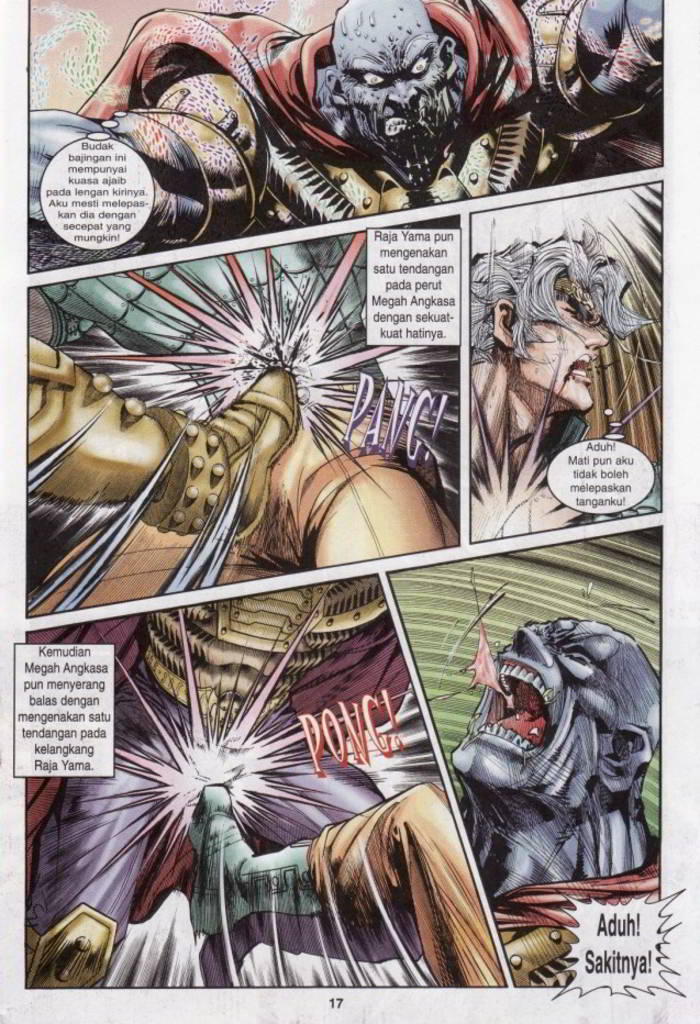 Budak
bajingan ini
mempunyai
kuasa ajaib
pada lengan kirinya.
Aku mesti melepas-
kan dia dengan
secepat yang
mungkin!
Raja Yama pun
mengenakan
satu tendangan
pada perut
Megah Angkasa
dengan sekuat-
kuat hatinya.
PANG!
Aduh!
Mati pun aku
tidak boleh
melepaskan
tanganku!
Kemudian
Megah Angkasa
pun menyerang
balas dengan
mengenakan satu
tendangan pada
kelangkang
Raja Yama.
PONG!
Aduh!
Sakitnya!
17